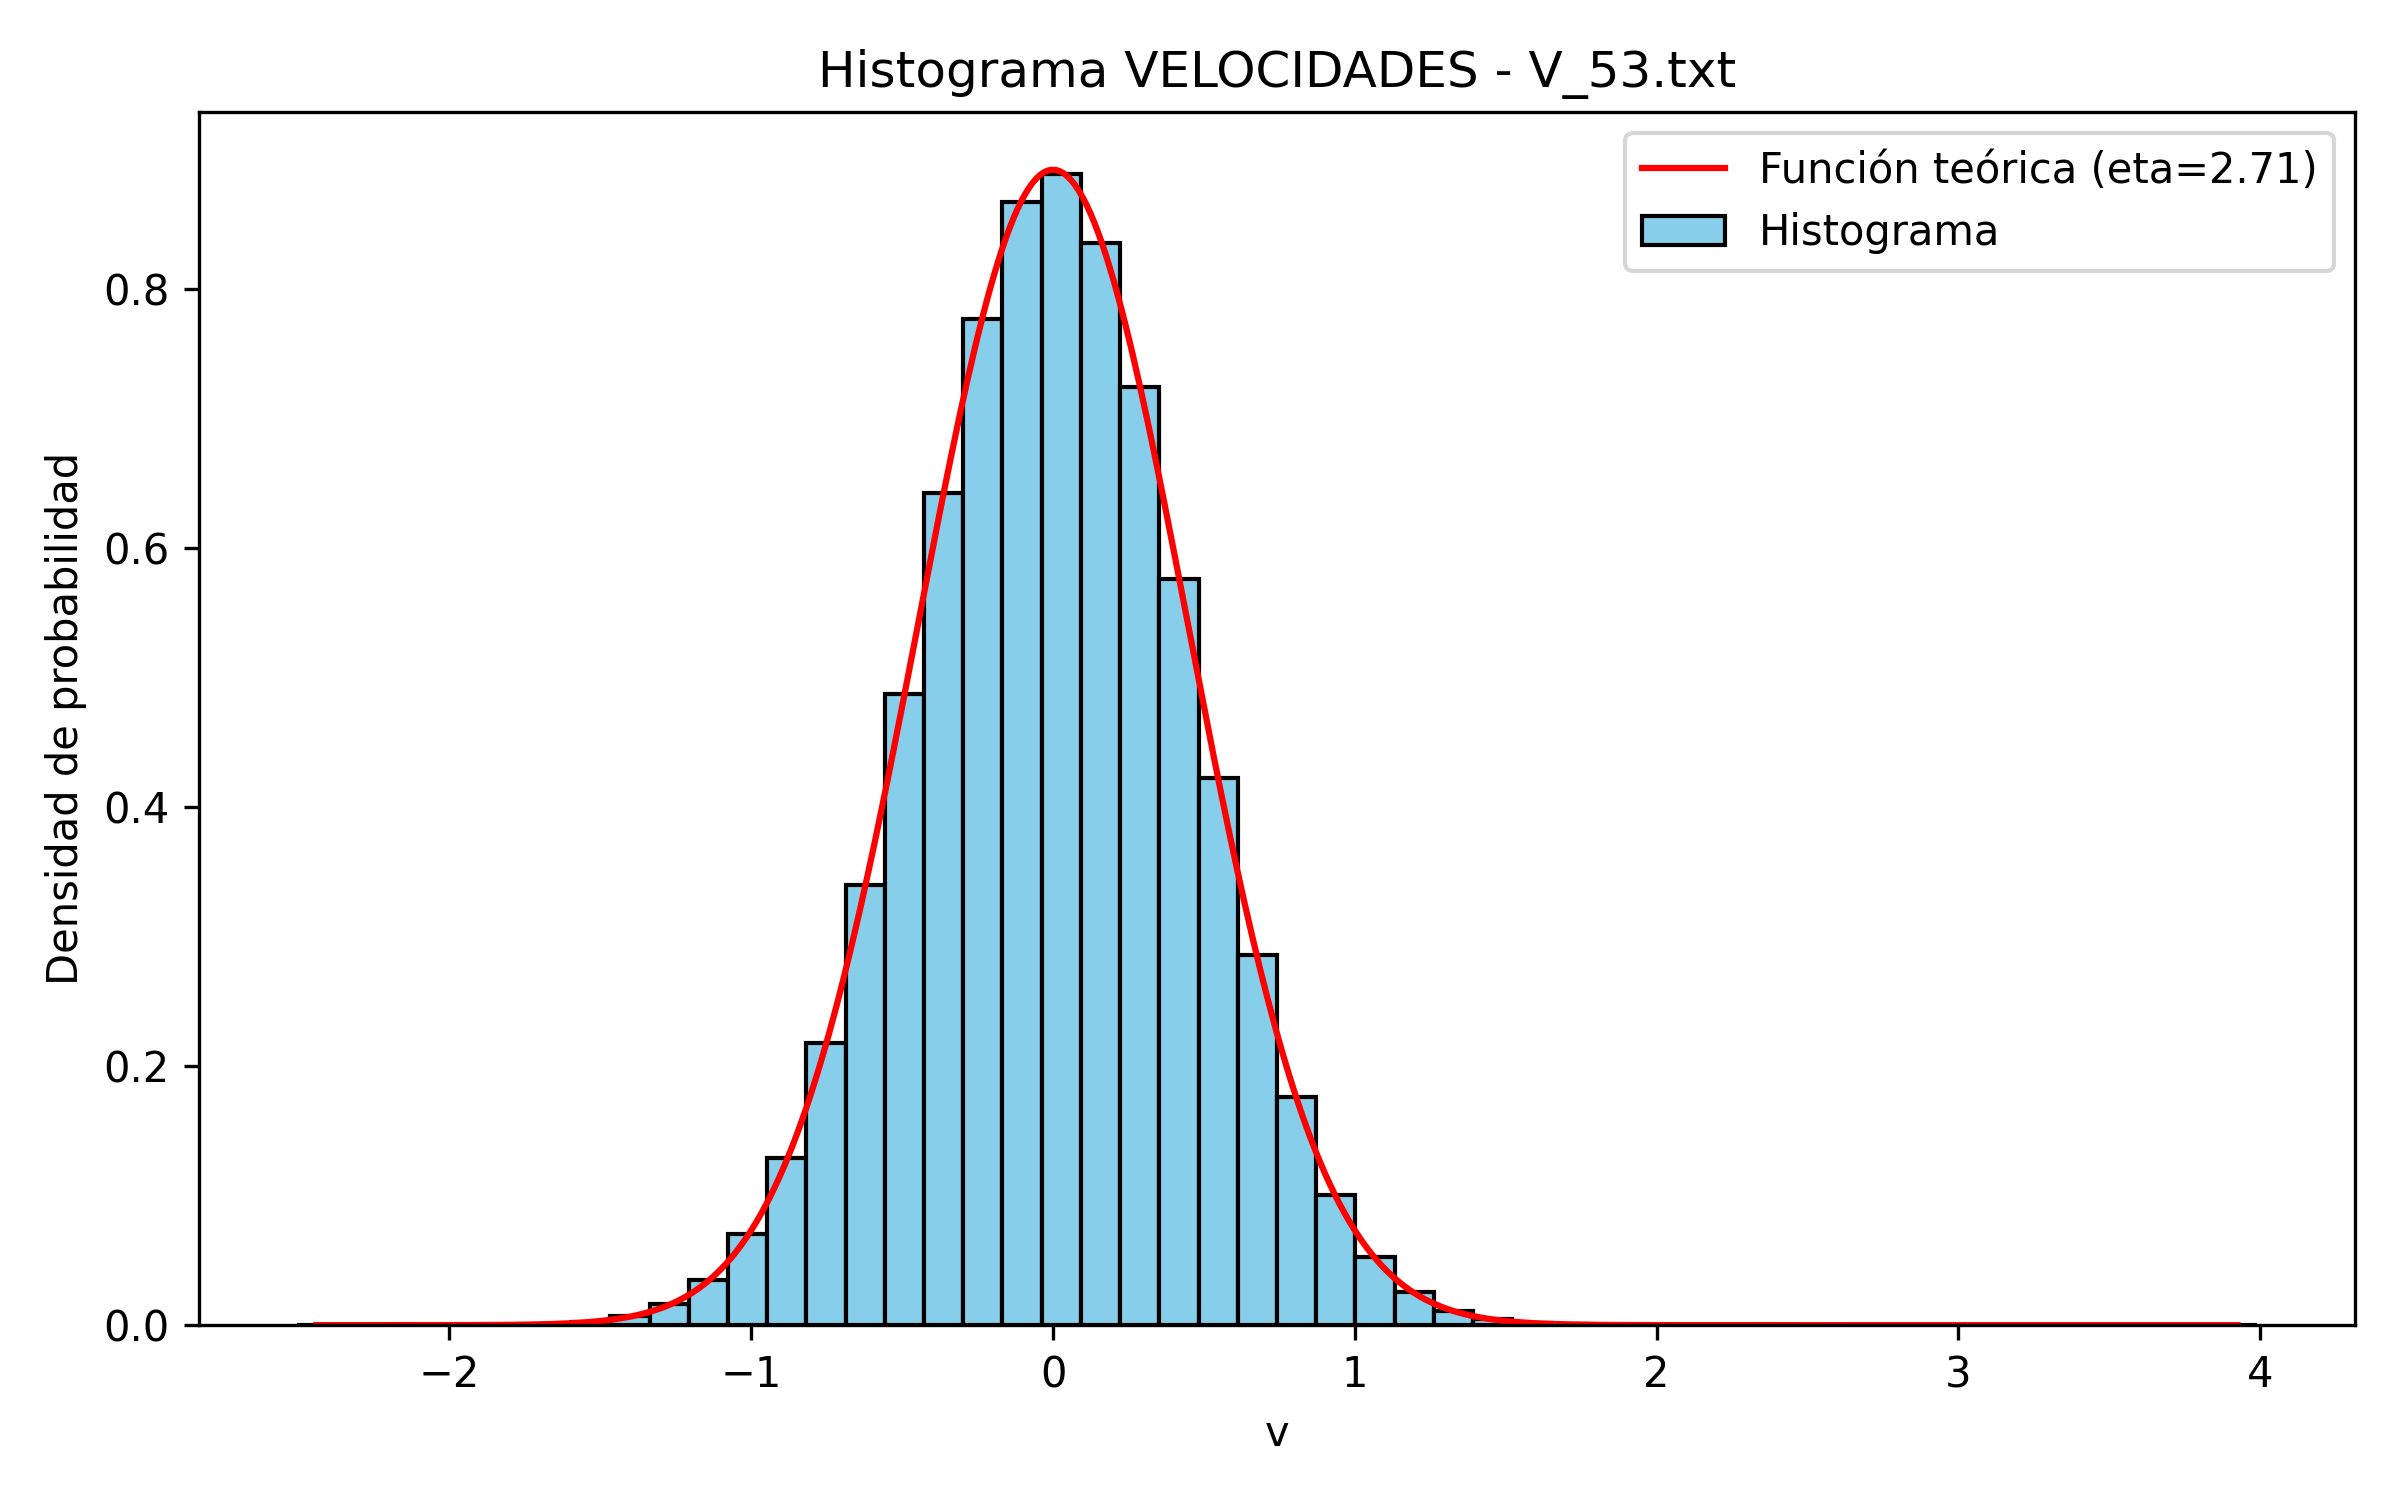 Histograma VELOCIDADES - V_53.txt
Función teórica (eta=2.71)
Histograma
Densidad de probabilidad
0.8
0.6
0.4
0.2
0.0
−2 −1 0 1 2 3 4
v